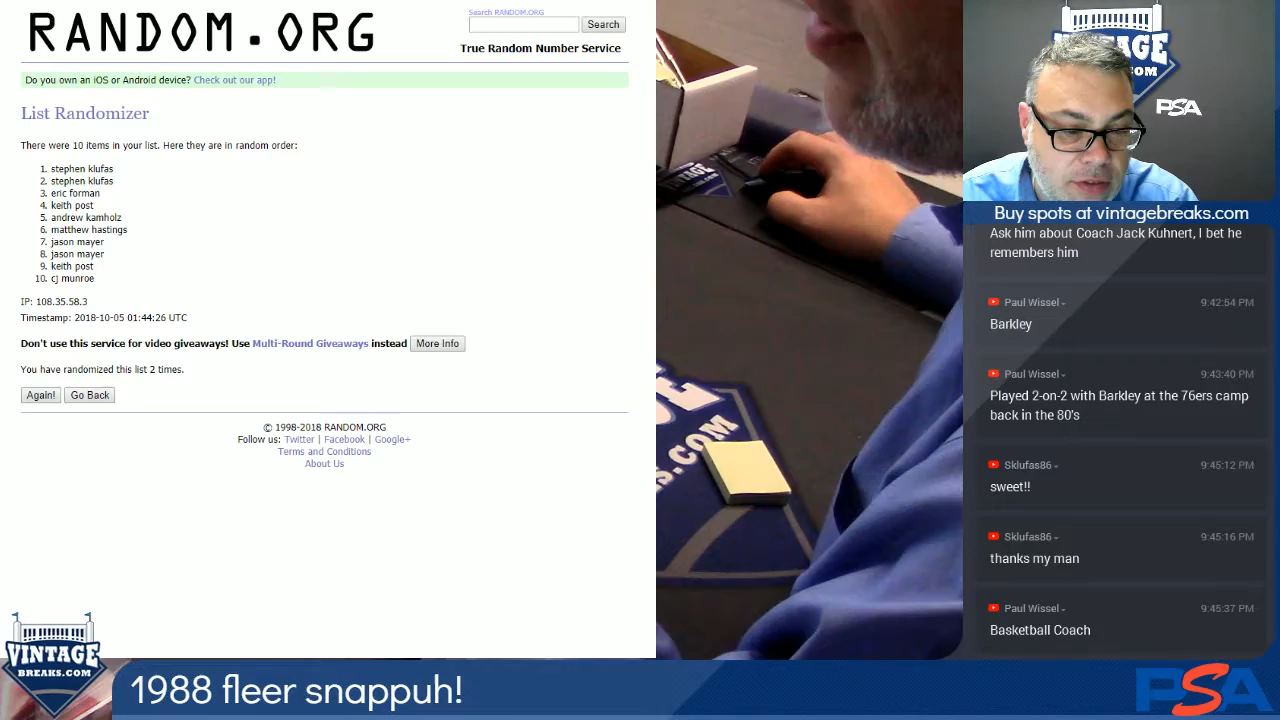 RANDOM.ORG
Search RANDOM.ORG
Search
True Random Number Service
Do you own an iOS or Android device? Check out our app!
List Randomizer
There were 10 items in your list. Here they are in random order:
1. stephen klufas
2. stephen klufas
3. eric forman
4. keith post
5. andrew kamholz
6. matthew hastings
7. jason mayer
8. jason mayer
9. keith post
10. cj munroe
IP: 108.35.58.3
Timestamp: 2018-10-05 01:44:26 UTC
Don't use this service for video giveaways! Use Multi-Round Giveaways instead More Info
You have randomized this list 2 times.
Again! Go Back
© 1998-2018 RANDOM.ORG
Follow us: Twitter | Facebook | Google+
Terms and Conditions
About Us
VINTAGE
.COM
PSA
Buy spots at vintagebreaks.com
Ask him about Coach Jack Kuhnert, I bet he
remembers him
Paul Wissel 9:42:54 PM
Barkley
Paul Wissel 9:43:40 PM
Played 2-on-2 with Barkley at the 76ers camp
back in the 80's
Sklufas86 9:45:12 PM
sweet!!
Sklufas86 9:45:16 PM
thanks my man
Paul Wissel 9:45:37 PM
Basketball Coach
VINTAGE
BREAKS.COM
1988 fleer snappuh!
PSA